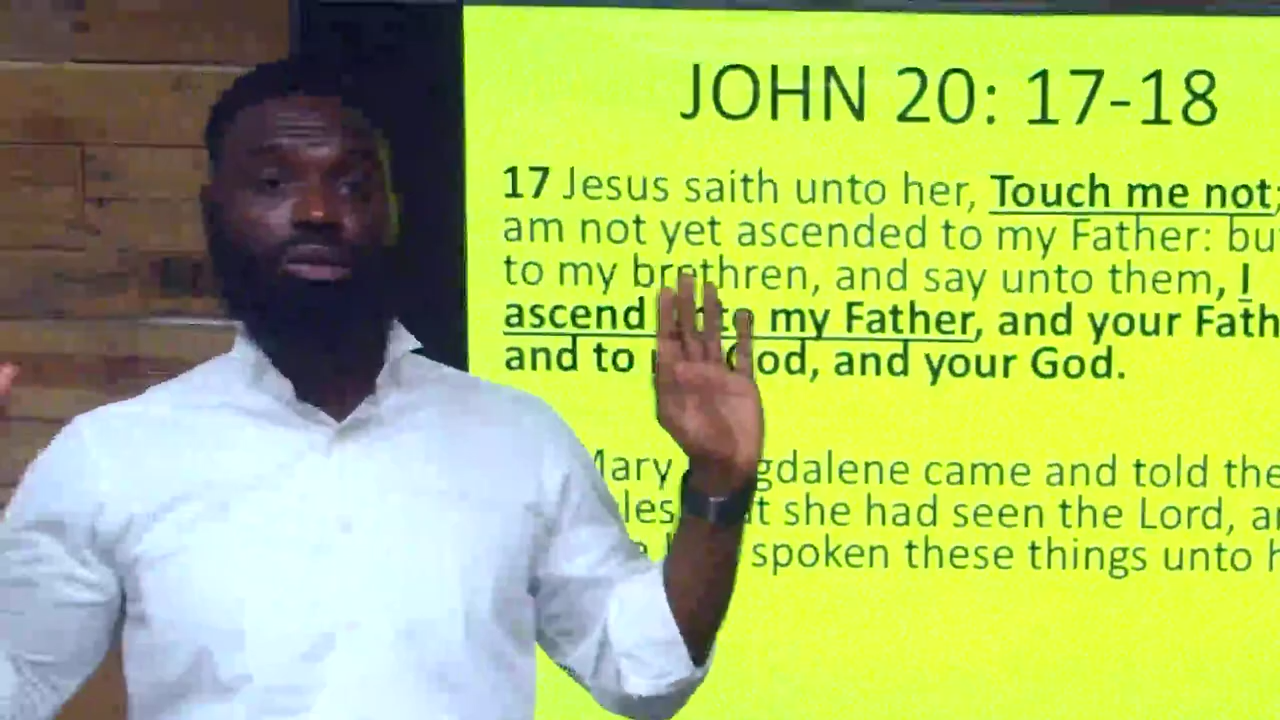 JOHN 20: 17-18
17 Jesus saith unto her, Touch me not;
am not yet ascended to my Father:
to my brethren, and say unto them, I
ascend my Father, and your
and to God, and your God.
Mary Magdalene came and told the
she had seen the Lord,
spoken these things unto